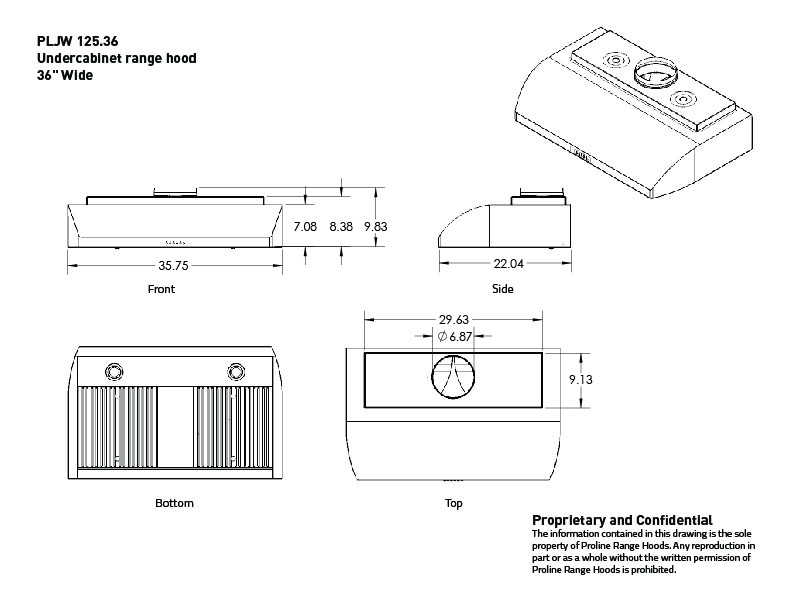 PLJW 125.36
Undercabinet range hood
36" Wide
7.08
8.38
9.83
35.75
Front
22.04
Side
29.63
∅ 6.87
9.13
Bottom
Top
Proprietary and Confidential
The information contained in this drawing is the sole
property of Proline Range Hoods. Any reproduction in
part or as a whole without the written permission of
Proline Range Hoods is prohibited.